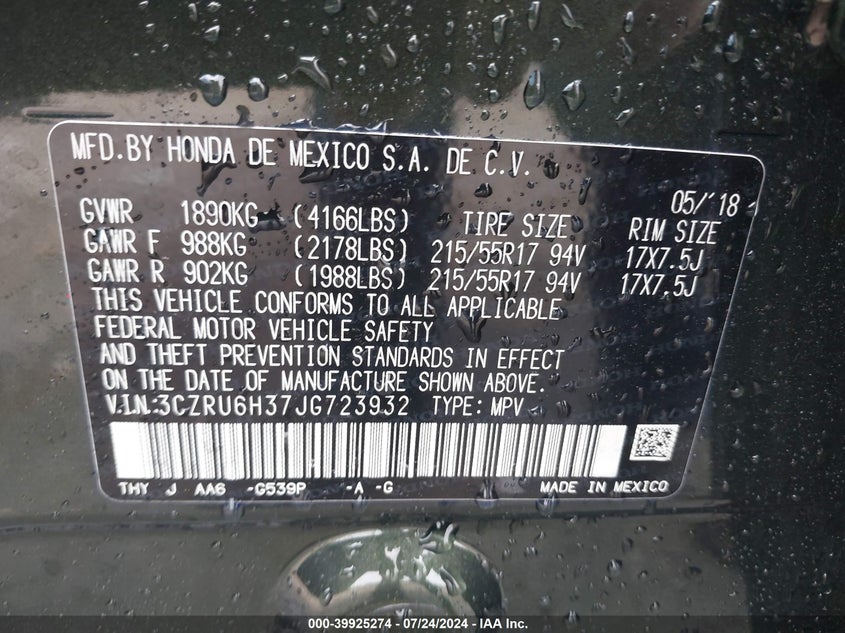 MFD.BY HONDA DE MEXICO S.A. DE C.V.
05/'18
GVWR 1890KG (4166LBS) TIRE SIZE RIM SIZE
GAWR F 988KG (2178LBS) 215/55R17 94V 17X7.5J
GAWR R 902KG (1988LBS) 215/55R17 94V 17X7.5J
THIS VEHICLE CONFORMS TO ALL APPLICABLE
FEDERAL MOTOR VEHICLE SAFETY
AND THEFT PREVENTION STANDARDS IN EFFECT
ON THE DATE OF MANUFACTURE SHOWN ABOVE.
V.I.N:3CZRU6H37JG723932 TYPE: MPV
THY J AA6 -G539P -A -G MADE IN MEXICO
000-39925274 - 07/24/2024 - IAA Inc.